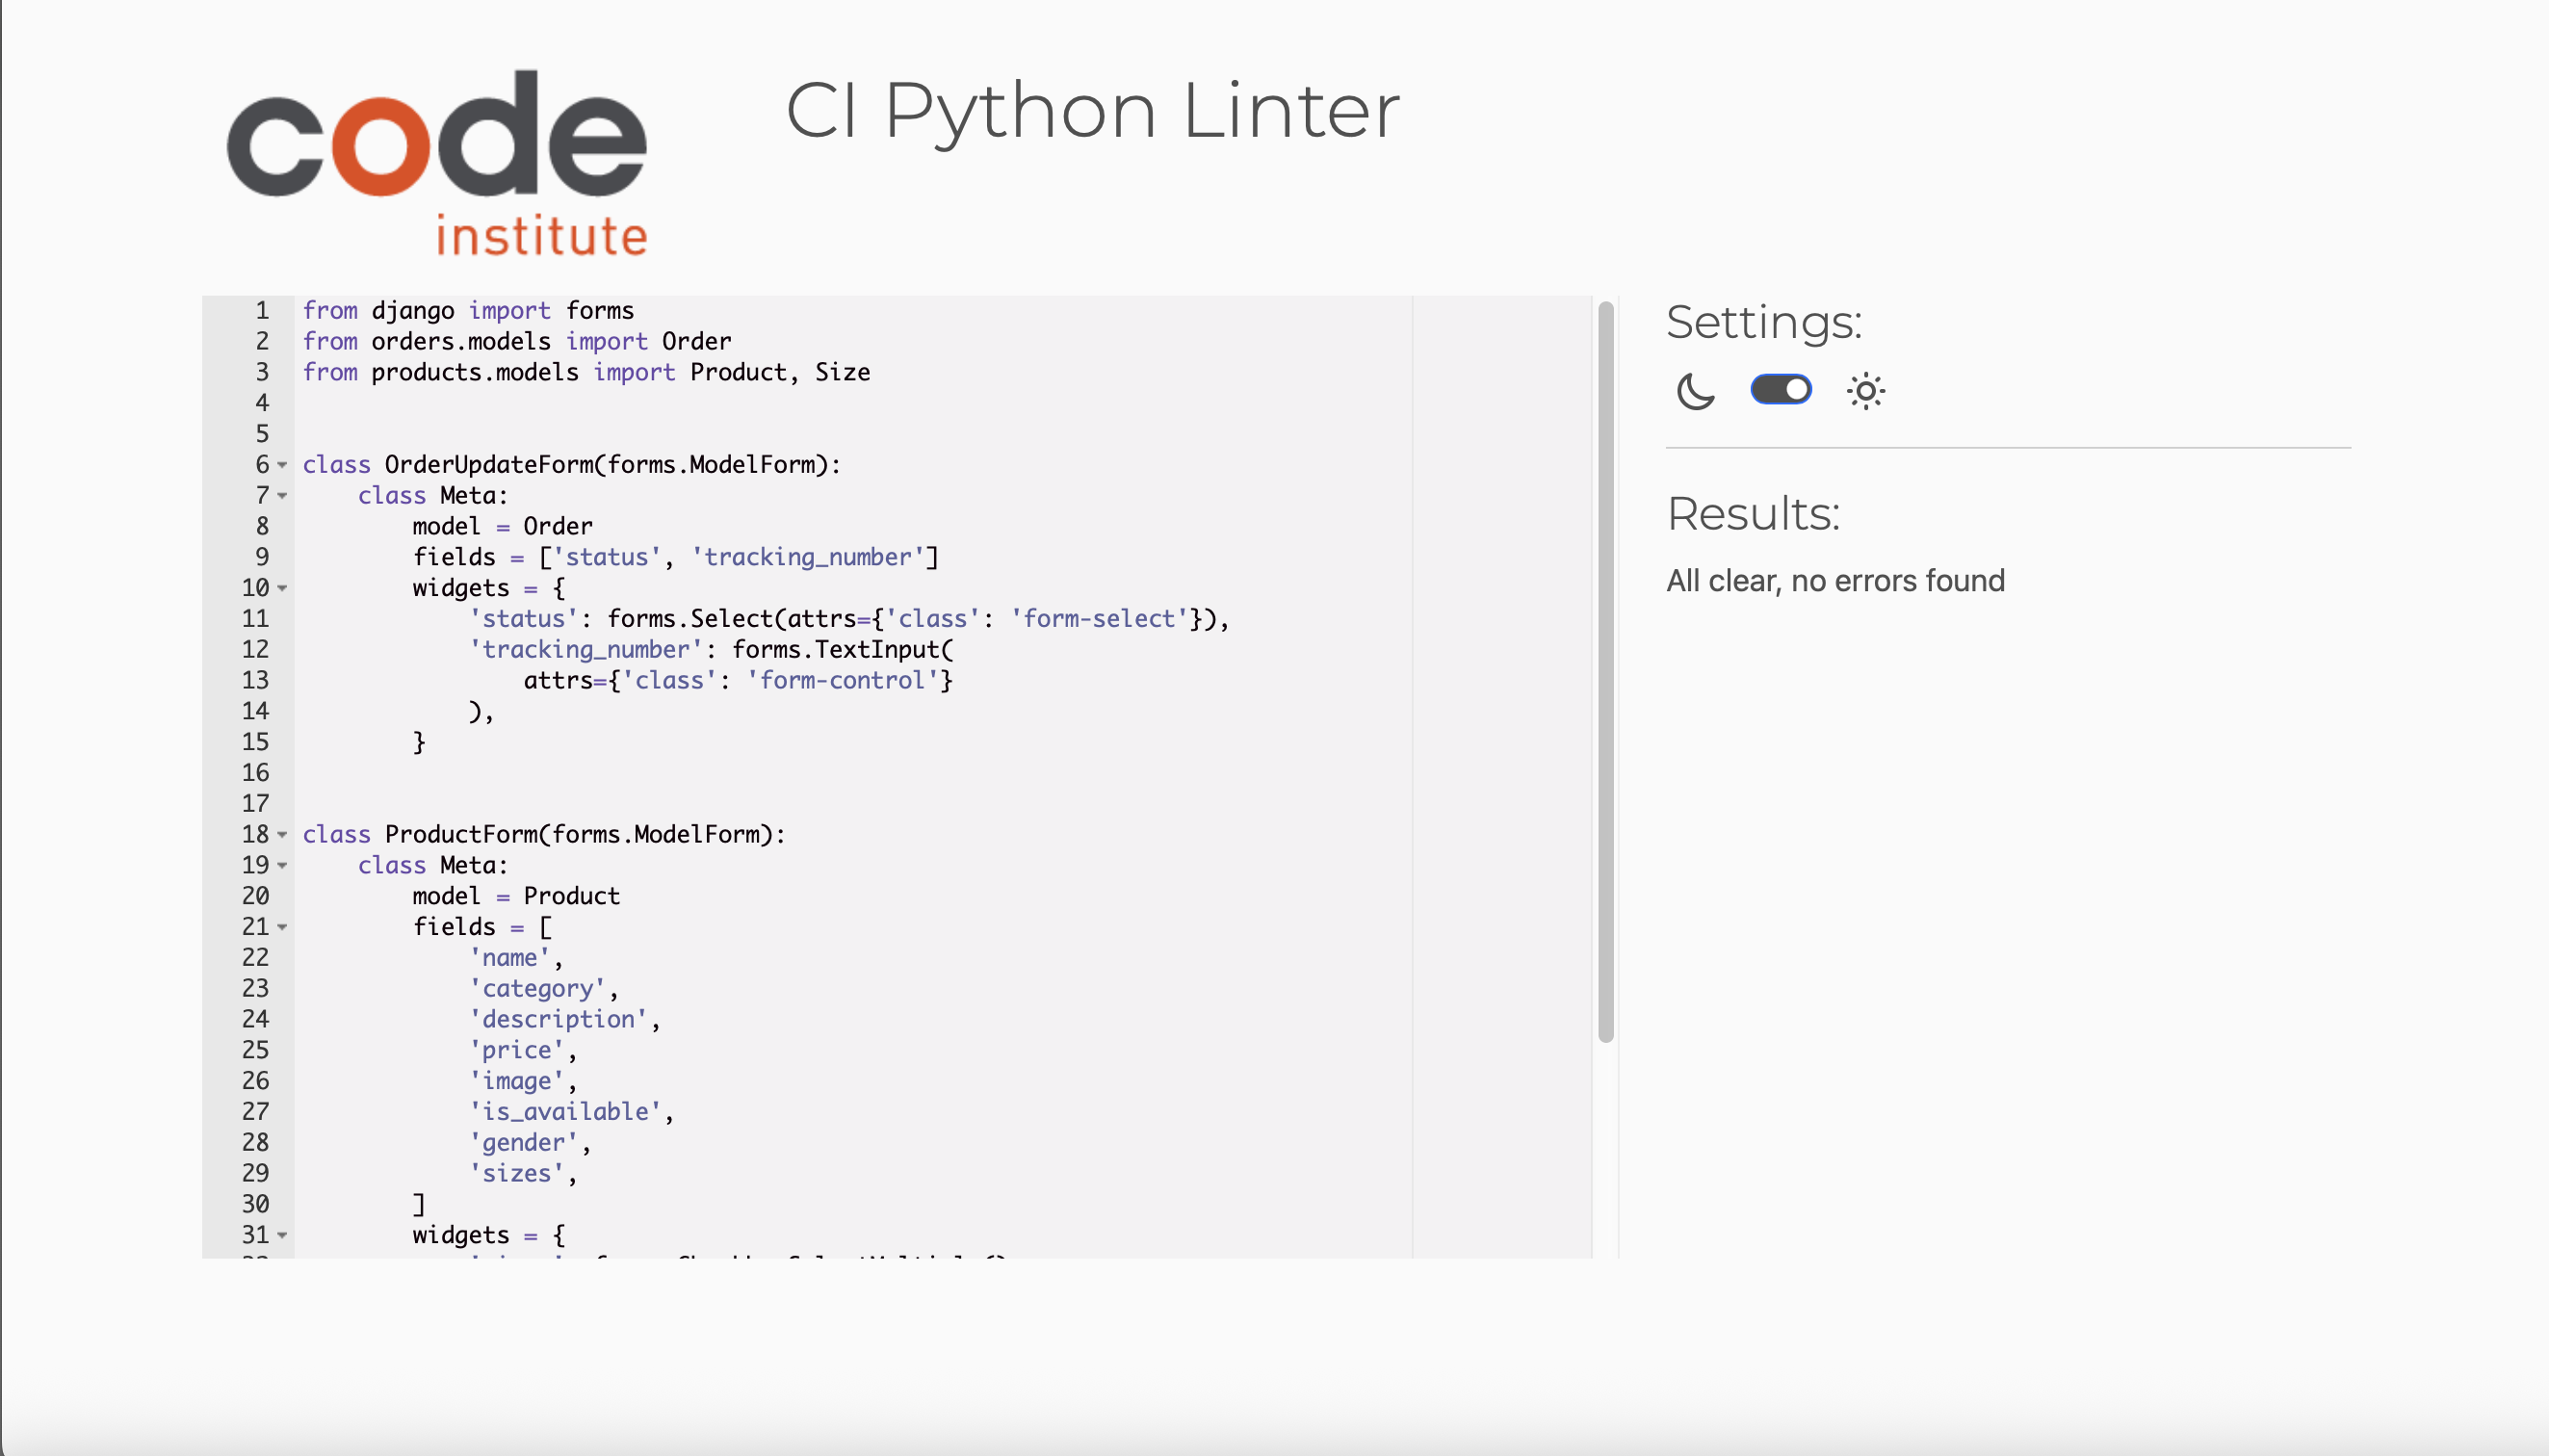 code
institute
CI Python Linter
1 from django import forms
2 from orders.models import Order
3 from products.models import Product, Size
4
5
6 class OrderUpdateForm(forms.ModelForm):
7     class Meta:
8         model = Order
9         fields = ['status', 'tracking_number']
10         widgets = {
11             'status': forms.Select(attrs={'class': 'form-select'}),
12             'tracking_number': forms.TextInput(
13                 attrs={'class': 'form-control'}
14             ),
15         }
16
17
18 class ProductForm(forms.ModelForm):
19     class Meta:
20         model = Product
21         fields = [
22             'name',
23             'category',
24             'description',
25             'price',
26             'image',
27             'is_available',
28             'gender',
29             'sizes',
30         ]
31         widgets = {
Settings:
Results:
All clear, no errors found